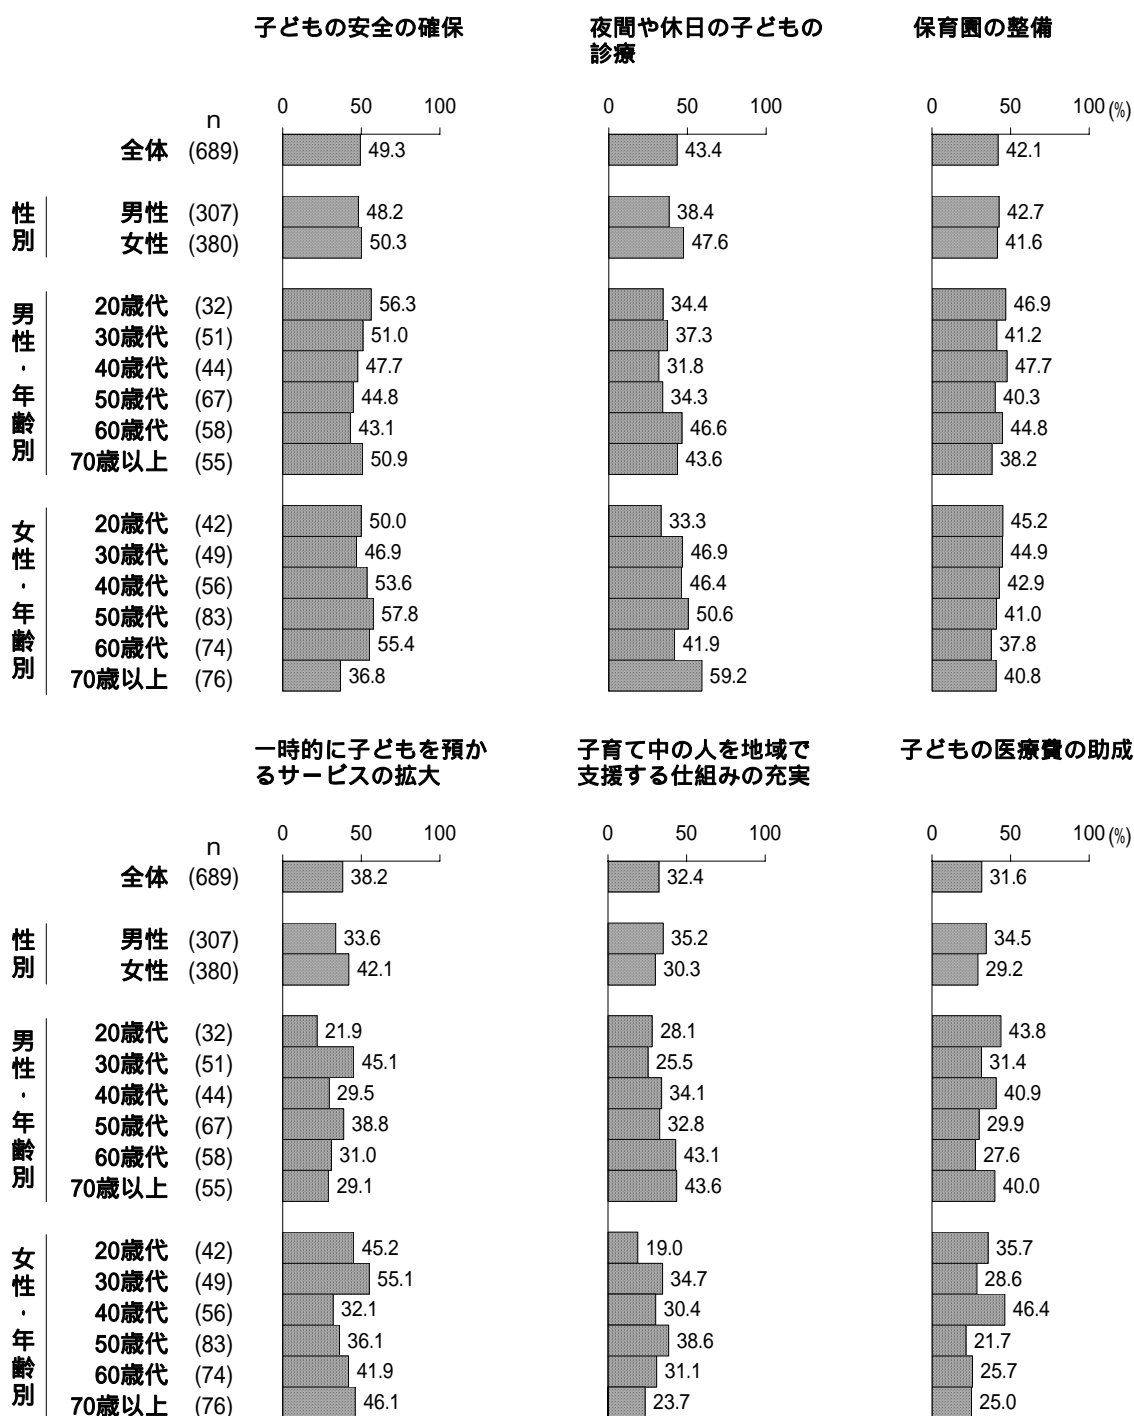 子どもの安全の確保 夜間や休日の子どもの 保育園の整備
診療
0 50 100 0 50 100 0 50 100 (%)
n
全体 (689) 49.3 43.4 42.1
性別
男性 (307) 48.2 38.4 42.7
女性 (380) 50.3 47.6 41.6
男性・年齢別
20歳代 (32) 56.3 34.4 46.9
30歳代 (51) 51.0 37.3 41.2
40歳代 (44) 47.7 31.8 47.7
50歳代 (67) 44.8 34.3 40.3
60歳代 (58) 43.1 46.6 44.8
70歳以上 (55) 50.9 43.6 38.2
女性・年齢別
20歳代 (42) 50.0 33.3 45.2
30歳代 (49) 46.9 46.9 44.9
40歳代 (56) 53.6 46.4 42.9
50歳代 (83) 57.8 50.6 41.0
60歳代 (74) 55.4 41.9 37.8
70歳以上 (76) 36.8 59.2 40.8
一時的に子どもを預か 子育て中の人を地域で 子どもの医療費の助成
るサービスの拡大 支援する仕組みの充実
0 50 100 0 50 100 0 50 100 (%)
n
全体 (689) 38.2 32.4 31.6
性別
男性 (307) 33.6 35.2 34.5
女性 (380) 42.1 30.3 29.2
男性・年齢別
20歳代 (32) 21.9 28.1 43.8
30歳代 (51) 45.1 25.5 31.4
40歳代 (44) 29.5 34.1 40.9
50歳代 (67) 38.8 32.8 29.9
60歳代 (58) 31.0 43.1 27.6
70歳以上 (55) 29.1 43.6 40.0
女性・年齢別
20歳代 (42) 45.2 19.0 35.7
30歳代 (49) 55.1 34.7 28.6
40歳代 (56) 32.1 30.4 46.4
50歳代 (83) 36.1 38.6 21.7
60歳代 (74) 41.9 31.1 25.7
70歳以上 (76) 46.1 23.7 25.0